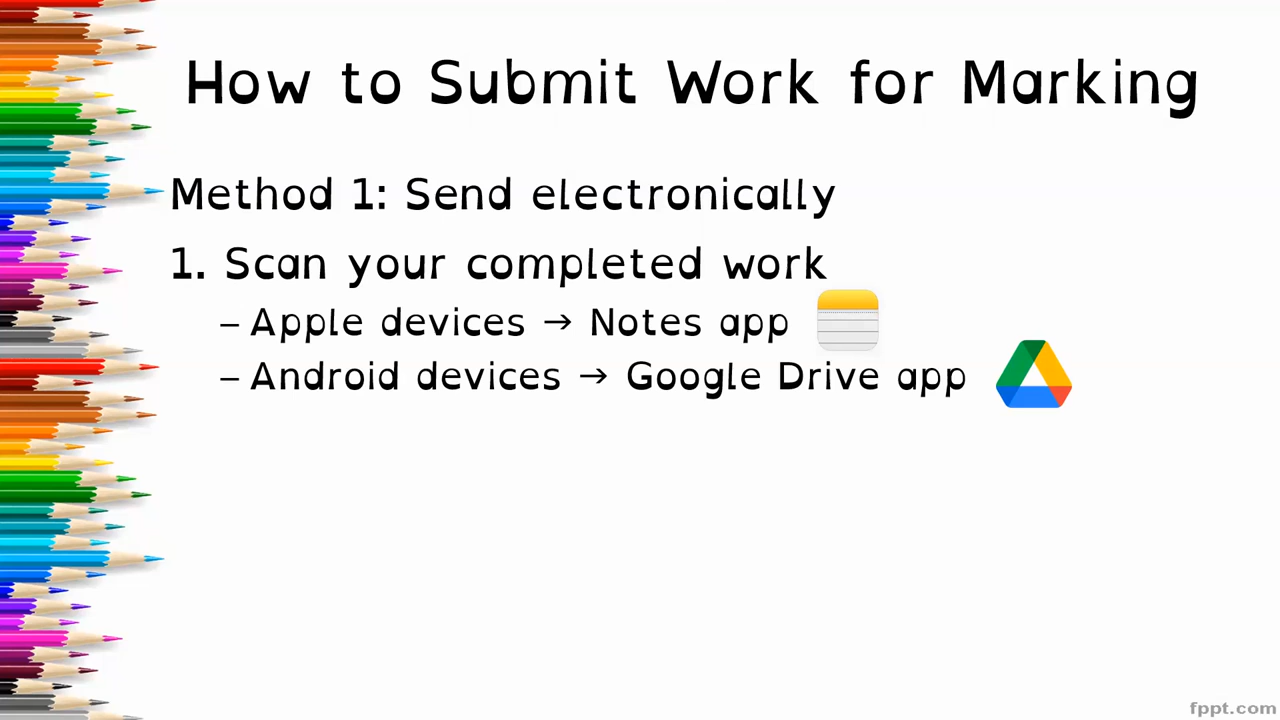 How to Submit Work for Marking
Method 1: Send electronically
1. Scan your completed work
– Apple devices → Notes app
– Android devices → Google Drive app
fppt.com